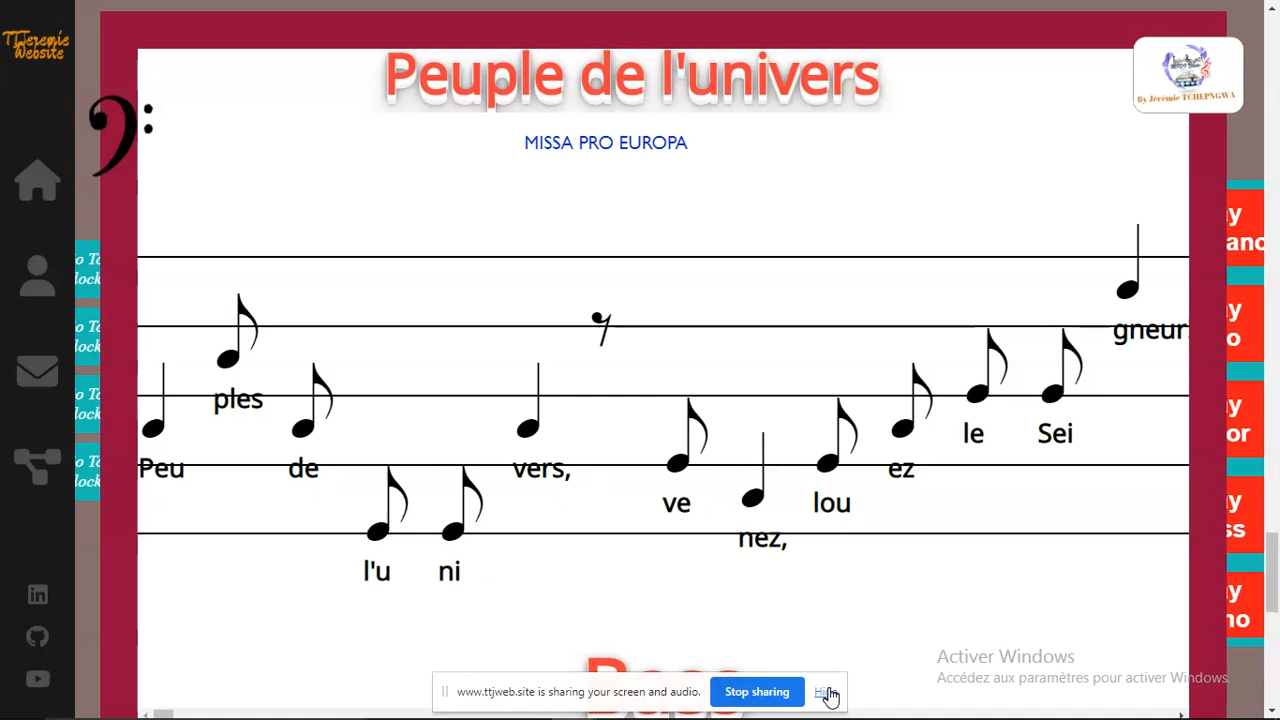 TTJeremie
Website
Peuple de l'univers
By Jérémie TCHEPNGWA
MISSA PRO EUROPA
gneur
ples
Peu
de
vers,
ez
le
Sei
ve
lou
nez,
l'u
ni
Bass
Activer Windows
Accédez aux paramètres pour activer Windows.
www.ttjweb.site is sharing your screen and audio.
Stop sharing